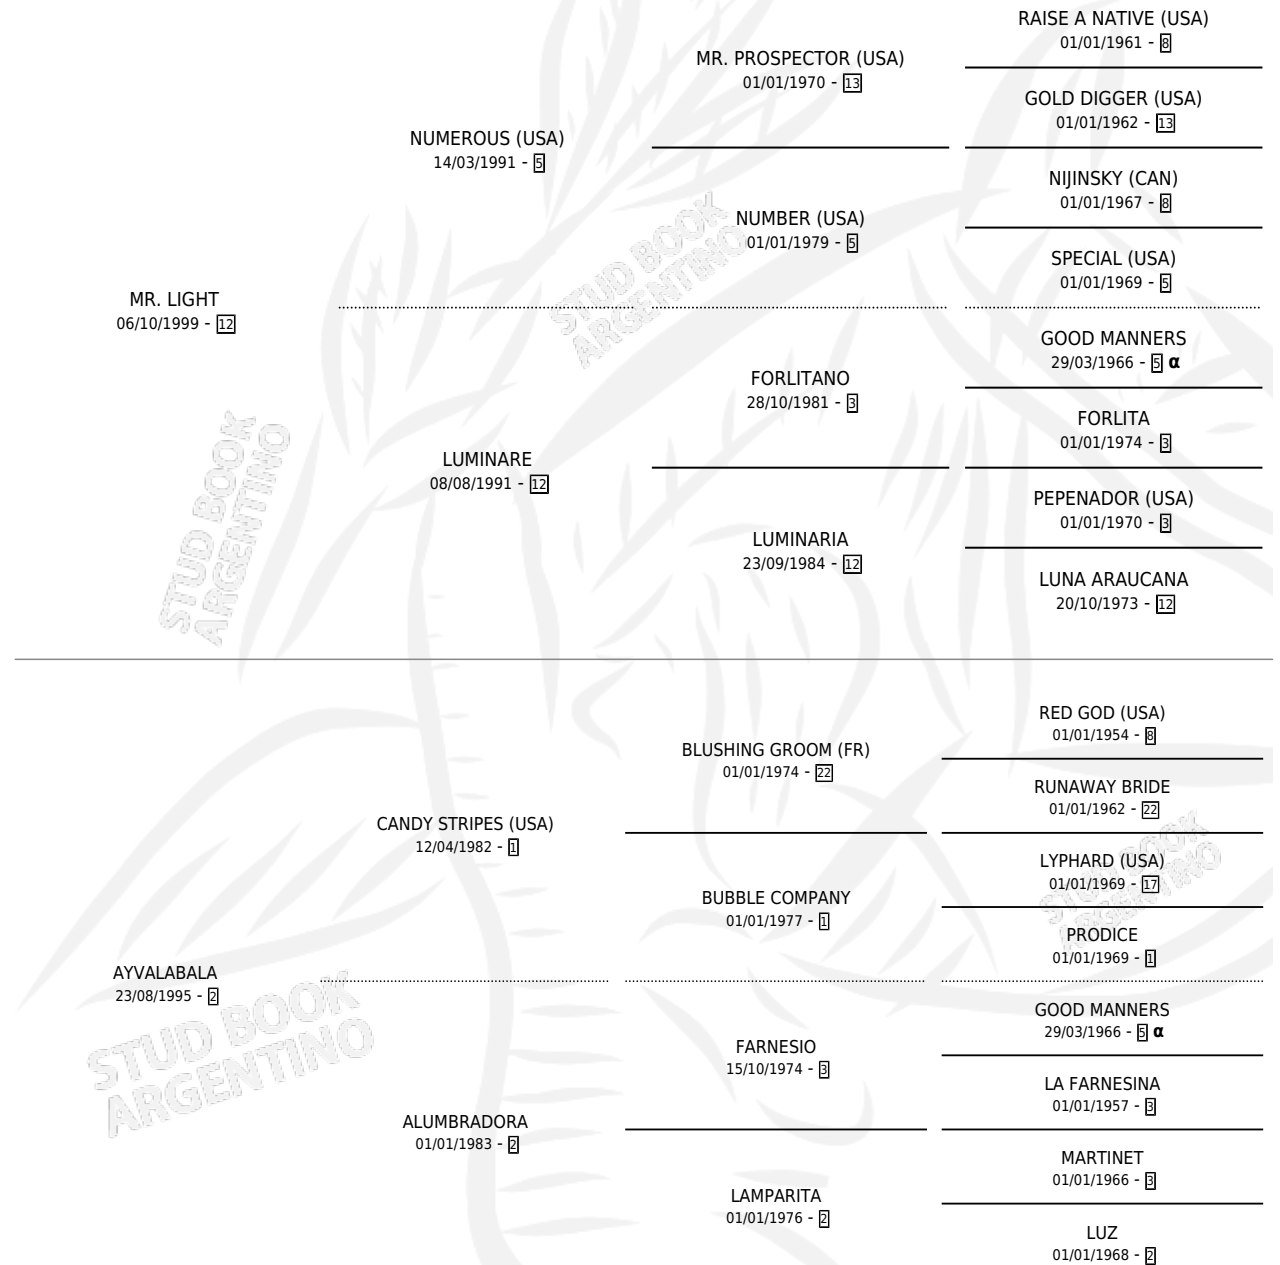 RAISE A NATIVE (USA)
01/01/1961 - 8
MR. PROSPECTOR (USA)
01/01/1970 - 13
GOLD DIGGER (USA)
01/01/1962 - 13
NUMEROUS (USA)
14/03/1991 - 5
NIJINSKY (CAN)
01/01/1967 - 8
NUMBER (USA)
01/01/1979 - 5
SPECIAL (USA)
01/01/1969 - 5
MR. LIGHT
06/10/1999 - 12
GOOD MANNERS
29/03/1966 - 5 α
FORLITANO
28/10/1981 - 3
FORLITA
01/01/1974 - 3
LUMINARE
08/08/1991 - 12
PEPENADOR (USA)
01/01/1970 - 3
LUMINARIA
23/09/1984 - 12
LUNA ARAUCANA
20/10/1973 - 12
RED GOD (USA)
01/01/1954 - 8
BLUSHING GROOM (FR)
01/01/1974 - 22
RUNAWAY BRIDE
01/01/1962 - 22
CANDY STRIPES (USA)
12/04/1982 - 1
LYPHARD (USA)
01/01/1969 - 17
BUBBLE COMPANY
01/01/1977 - 1
PRODICE
01/01/1969 - 1
AYVALABALA
23/08/1995 - 2
GOOD MANNERS
29/03/1966 - 5 α
FARNESIO
15/10/1974 - 3
LA FARNESINA
01/01/1957 - 3
ALUMBRADORA
01/01/1983 - 2
MARTINET
01/01/1966 - 3
LAMPARITA
01/01/1976 - 2
LUZ
01/01/1968 - 2
STUD BOOK
ARGENTINO
STUD BOOK
ARGENTINO
STUD BOOK
ARGENTINO
STUD BOOK
ARGENTINO